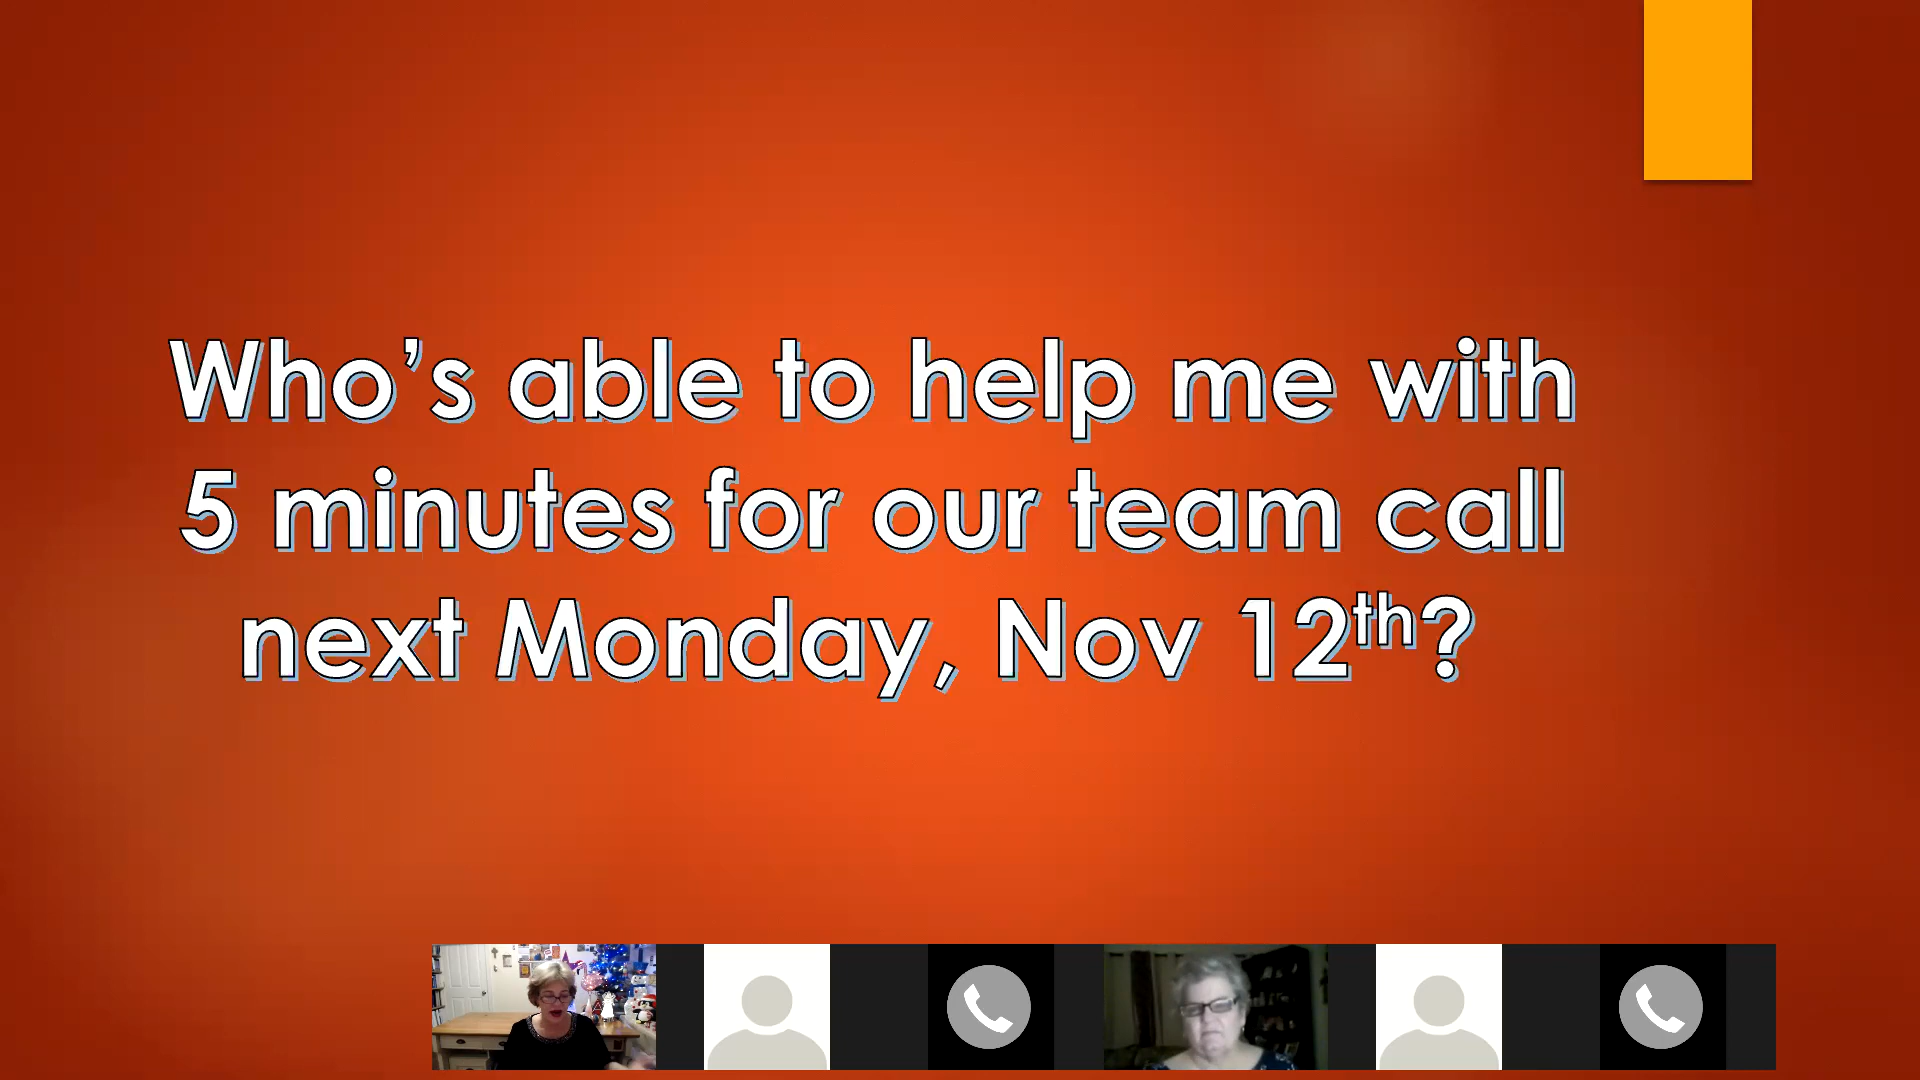 Who’s able to help me with
5 minutes for our team call
next Monday, Nov 12th?